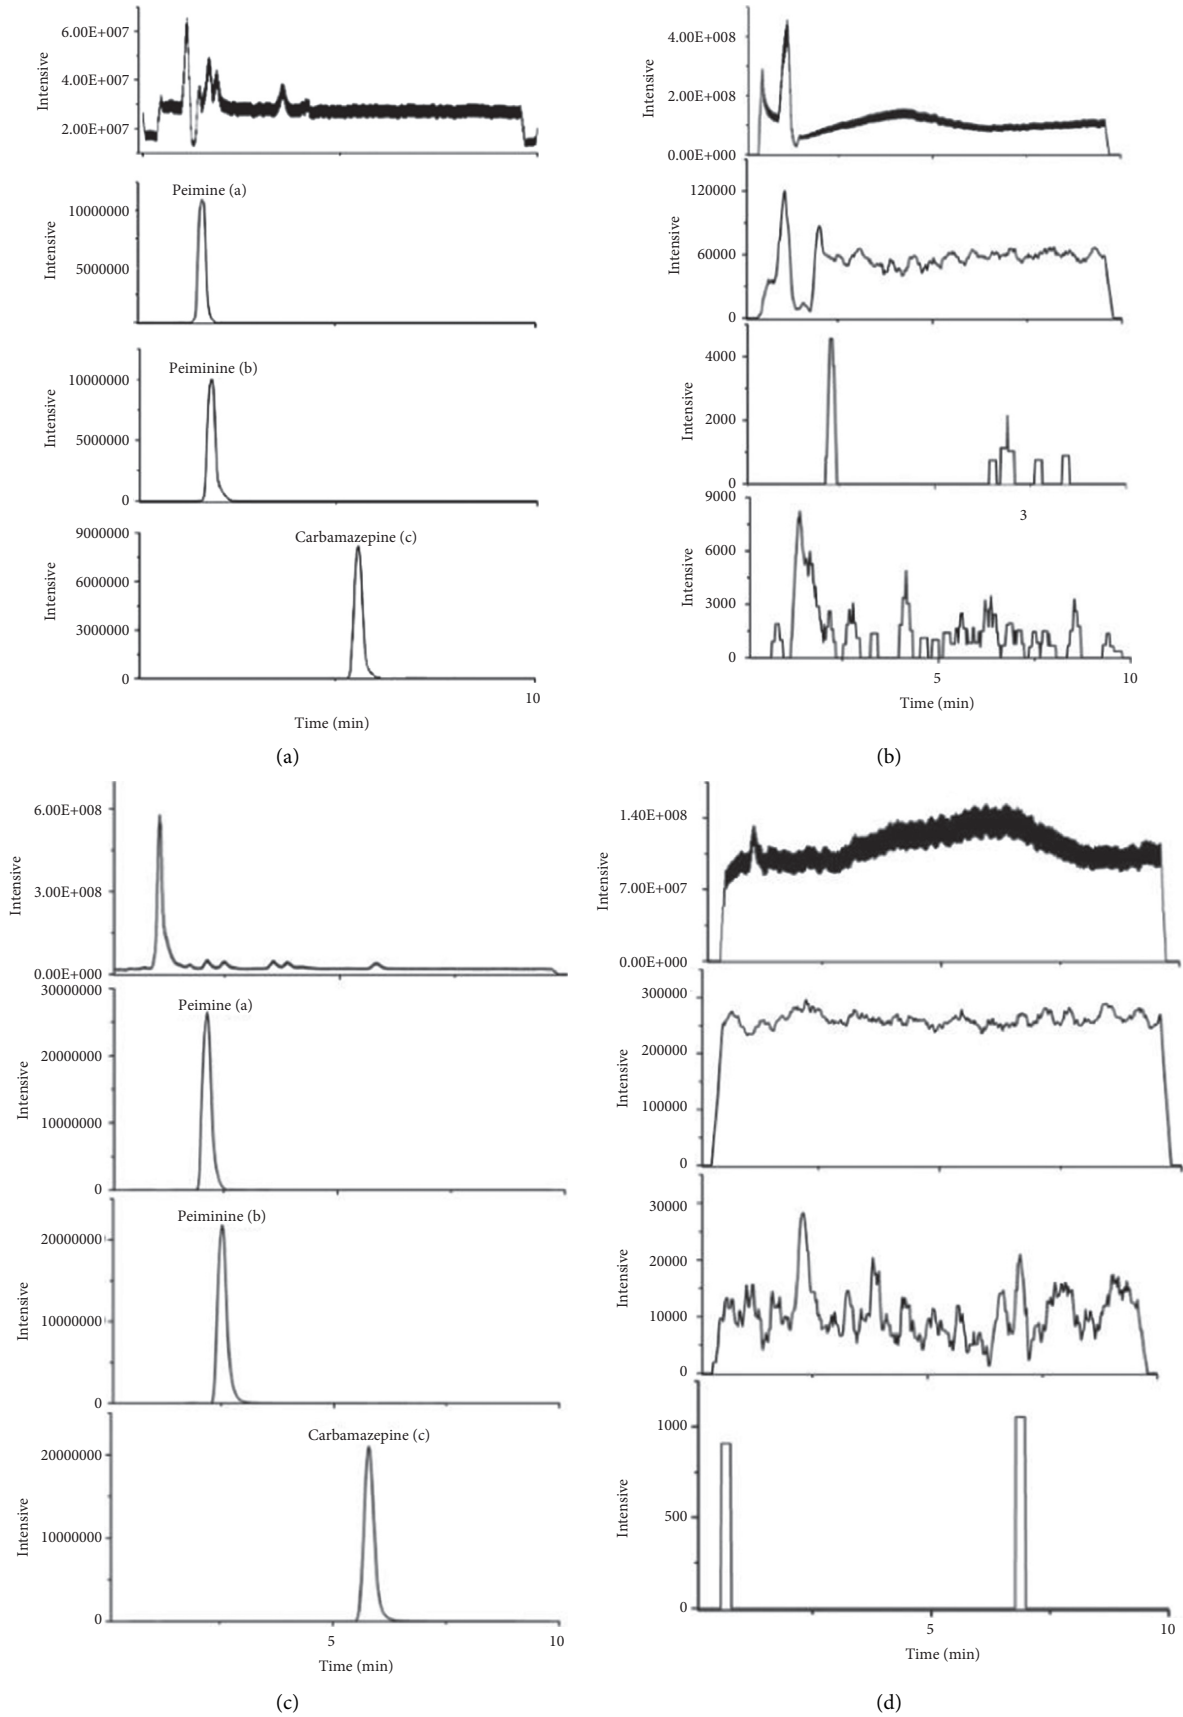 6.00E+007
4.00E+007
2.00E+007
Intensive
Peimine (a)
10000000
5000000
Intensive
Peiminine (b)
10000000
5000000
0
Intensive
Carbamazepine (c)
9000000
6000000
3000000
0
Intensive
10
Time (min)
(a)
4.00E+008
2.00E+008
0.00E+000
Intensive
120000
60000
0
Intensive
4000
2000
0
Intensive
9000
3
6000
3000
0
Intensive
5 10
Time (min)
(b)
6.00E+008
3.00E+008
0.00E+000
Intensive
30000000
Peimine (a)
20000000
10000000
0
Intensive
Peiminine (b)
20000000
10000000
0
Intensive
Carbamazepine (c)
20000000
10000000
0
Intensive
5 10
Time (min)
(c)
1.40E+008
7.00E+007
0.00E+000
Intensive
300000
200000
100000
0
Intensive
30000
20000
10000
0
Intensive
1000
500
0
Intensive
5 10
Time (min)
(d)